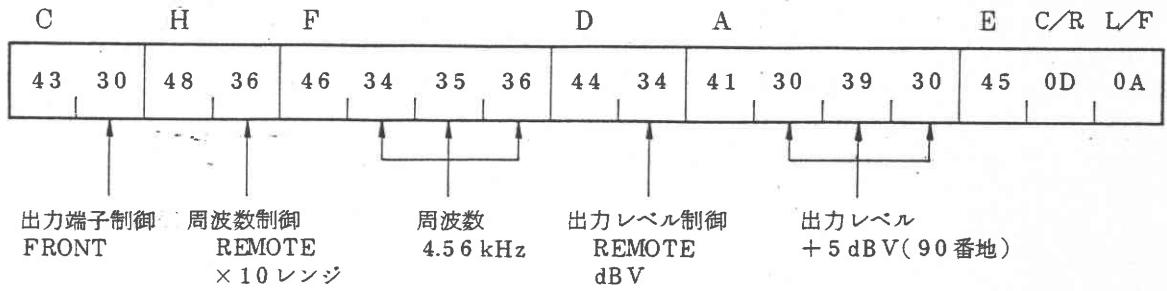 C H F D A E C/R L/F
43 30 48 36 46 34 35 36 44 34 41 30 39 30 45 0D 0A
出力端子制御 周波数制御 周波数 出力レベル制御 出力レベル
FRONT REMOTE 4.56 kHz REMOTE +5 dBV(90番地)
×10 レンジ dBV